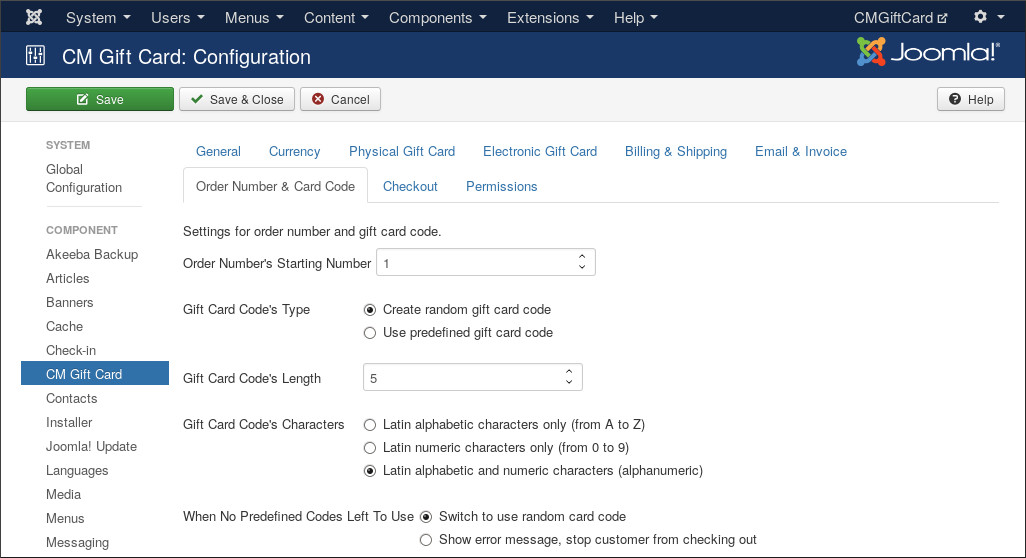 System Users Menus Content Components Extensions Help CMGiftCard
CM Gift Card: Configuration Joomla!®
Save Save & Close Cancel Help
SYSTEM
Global
Configuration
COMPONENT
Akeeba Backup
Articles
Banners
Cache
Check-in
CM Gift Card
Contacts
Installer
Joomla! Update
Languages
Media
Menus
Messaging
General Currency Physical Gift Card Electronic Gift Card Billing & Shipping Email & Invoice
Order Number & Card Code Checkout Permissions
Settings for order number and gift card code.
Order Number's Starting Number 1
Gift Card Code's Type Create random gift card code
Use predefined gift card code
Gift Card Code's Length 5
Gift Card Code's Characters Latin alphabetic characters only (from A to Z)
Latin numeric characters only (from 0 to 9)
Latin alphabetic and numeric characters (alphanumeric)
When No Predefined Codes Left To Use Switch to use random card code
Show error message, stop customer from checking out